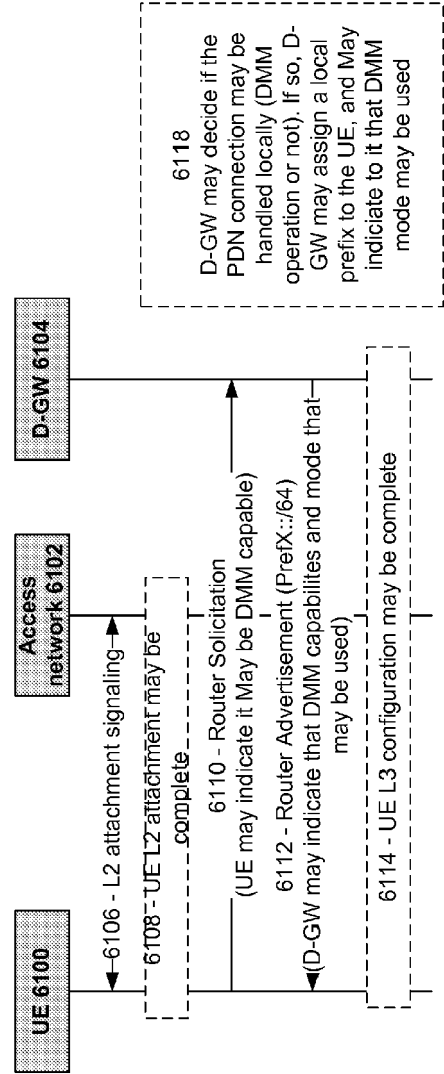 UE 6100
Access
network 6102
D-GW 6104
6106 - L2 attachment signaling
6108 - UE L2 attachment may be
complete
6110 - Router Solicitation
(UE may indicate it May be DMM capable)
6112 - Router Advertisement (PrefX::/64)
(D-GW may indicate that DMM capabilites and mode that
may be used)
6114 - UE L3 configuration may be complete
6118
D-GW may decide if the
PDN connection may be
handled locally (DMM
operation or not). If so, D-
GW may assign a local
prefix to the UE, and May
indiciate to it that DMM
mode may be used